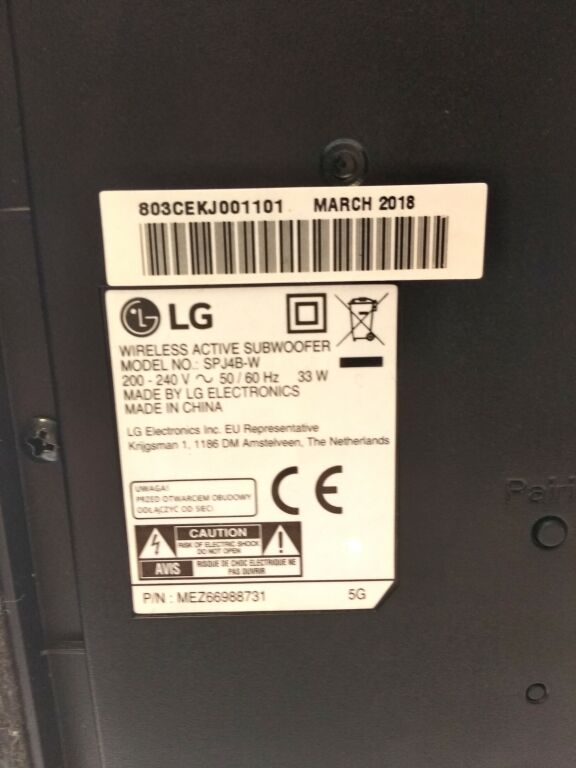 803CEKJ001101 MARCH 2018
LG
WIRELESS ACTIVE SUBWOOFER
MODEL NO.: SPJ4B-W
200 - 240 V ~ 50 / 60 Hz 33 W
MADE BY LG ELECTRONICS
MADE IN CHINA
LG Electronics Inc. EU Representative
Krijgsman 1, 1186 DM Amstelveen, The Netherlands
UWAGA!
PRZED OTWARCIEM OBUDOWY
ODŁĄCZYĆ OD SIECI
CE
CAUTION
RISK OF ELECTRIC SHOCK
DO NOT OPEN
AVIS
RISQUE DE CHOC ELECTRIQUE NE
PAS OUVRIR
P/N : MEZ66988731 5G
Pairi